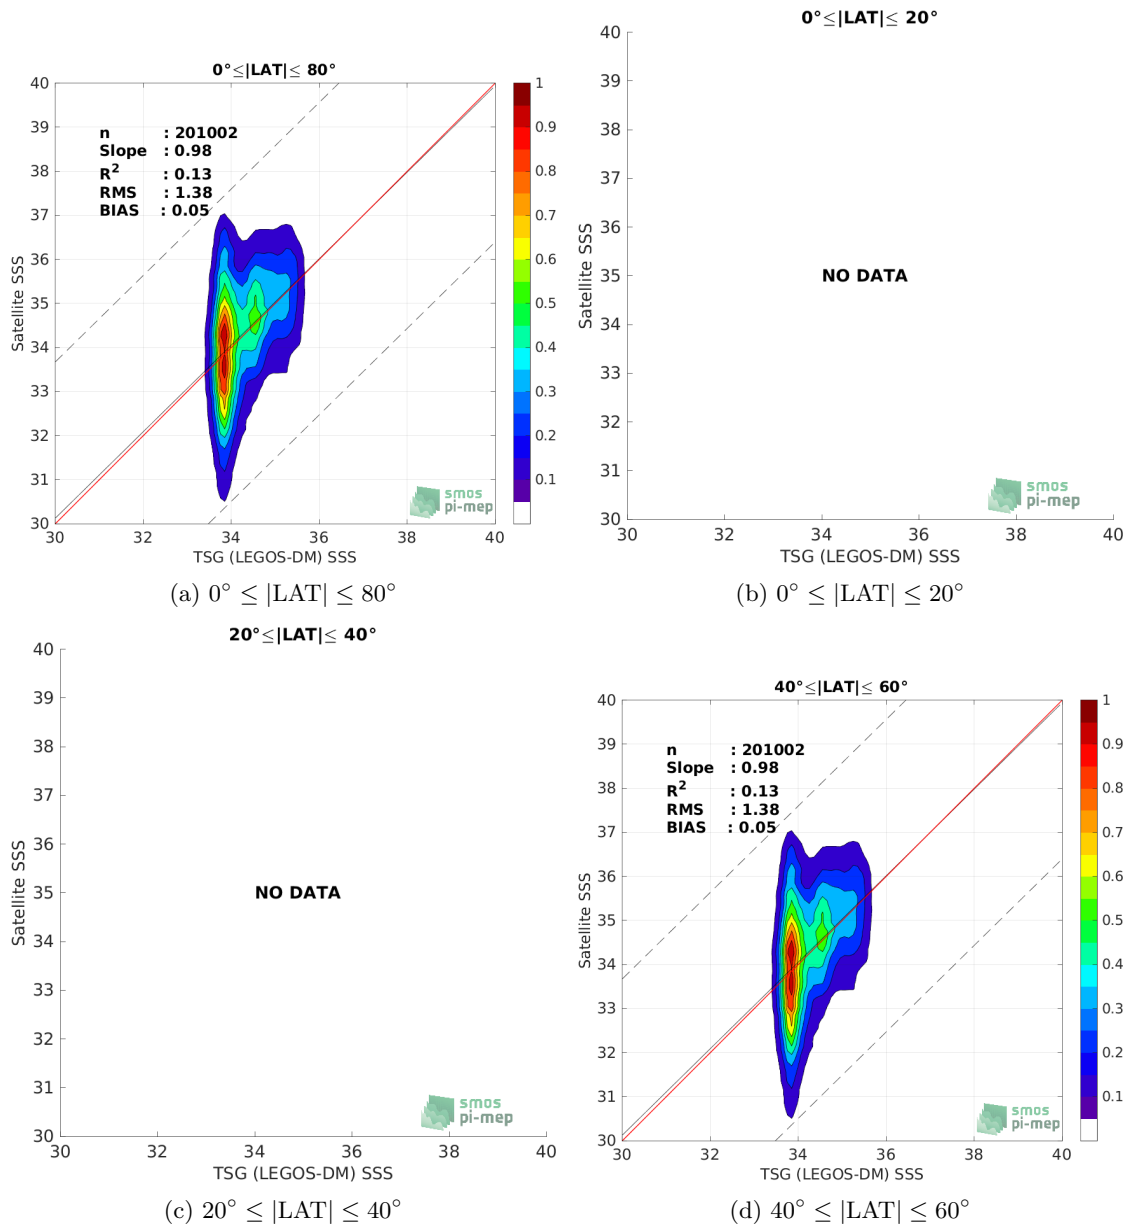 0°≤|LAT|≤ 80°
40
39
38
37
36
35
34
33
32
31
30
Satellite SSS
n : 201002
Slope : 0.98
R² : 0.13
RMS : 1.38
BIAS : 0.05
1
0.9
0.8
0.7
0.6
0.5
0.4
0.3
0.2
0.1
smos
pi-mep
30 32 34 36 38 40
TSG (LEGOS-DM) SSS
(a) 0° ≤ |LAT| ≤ 80°
0°≤|LAT|≤ 20°
40
39
38
37
36
35
34
33
32
31
30
Satellite SSS
NO DATA
smos
pi-mep
30 32 34 36 38 40
TSG (LEGOS-DM) SSS
(b) 0° ≤ |LAT| ≤ 20°
20°≤|LAT|≤ 40°
40
39
38
37
36
35
34
33
32
31
30
Satellite SSS
NO DATA
smos
pi-mep
30 32 34 36 38 40
TSG (LEGOS-DM) SSS
(c) 20° ≤ |LAT| ≤ 40°
40°≤|LAT|≤ 60°
40
39
38
37
36
35
34
33
32
31
30
Satellite SSS
n : 201002
Slope : 0.98
R² : 0.13
RMS : 1.38
BIAS : 0.05
1
0.9
0.8
0.7
0.6
0.5
0.4
0.3
0.2
0.1
smos
pi-mep
30 32 34 36 38 40
TSG (LEGOS-DM) SSS
(d) 40° ≤ |LAT| ≤ 60°